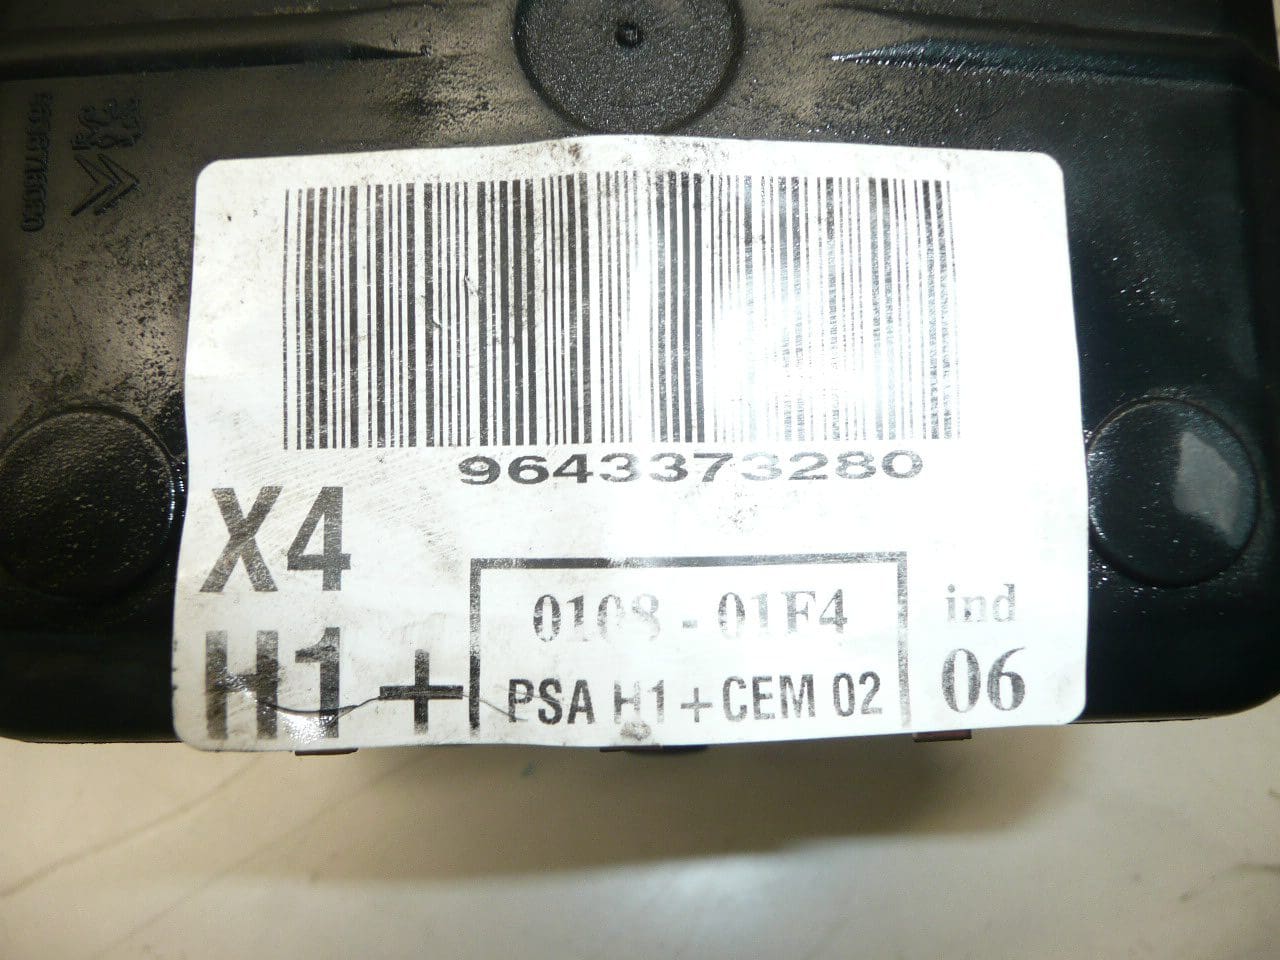 9643373280
X4
H1 +
0108 - 01F4
PSA H1 + CEM 02
ind
06